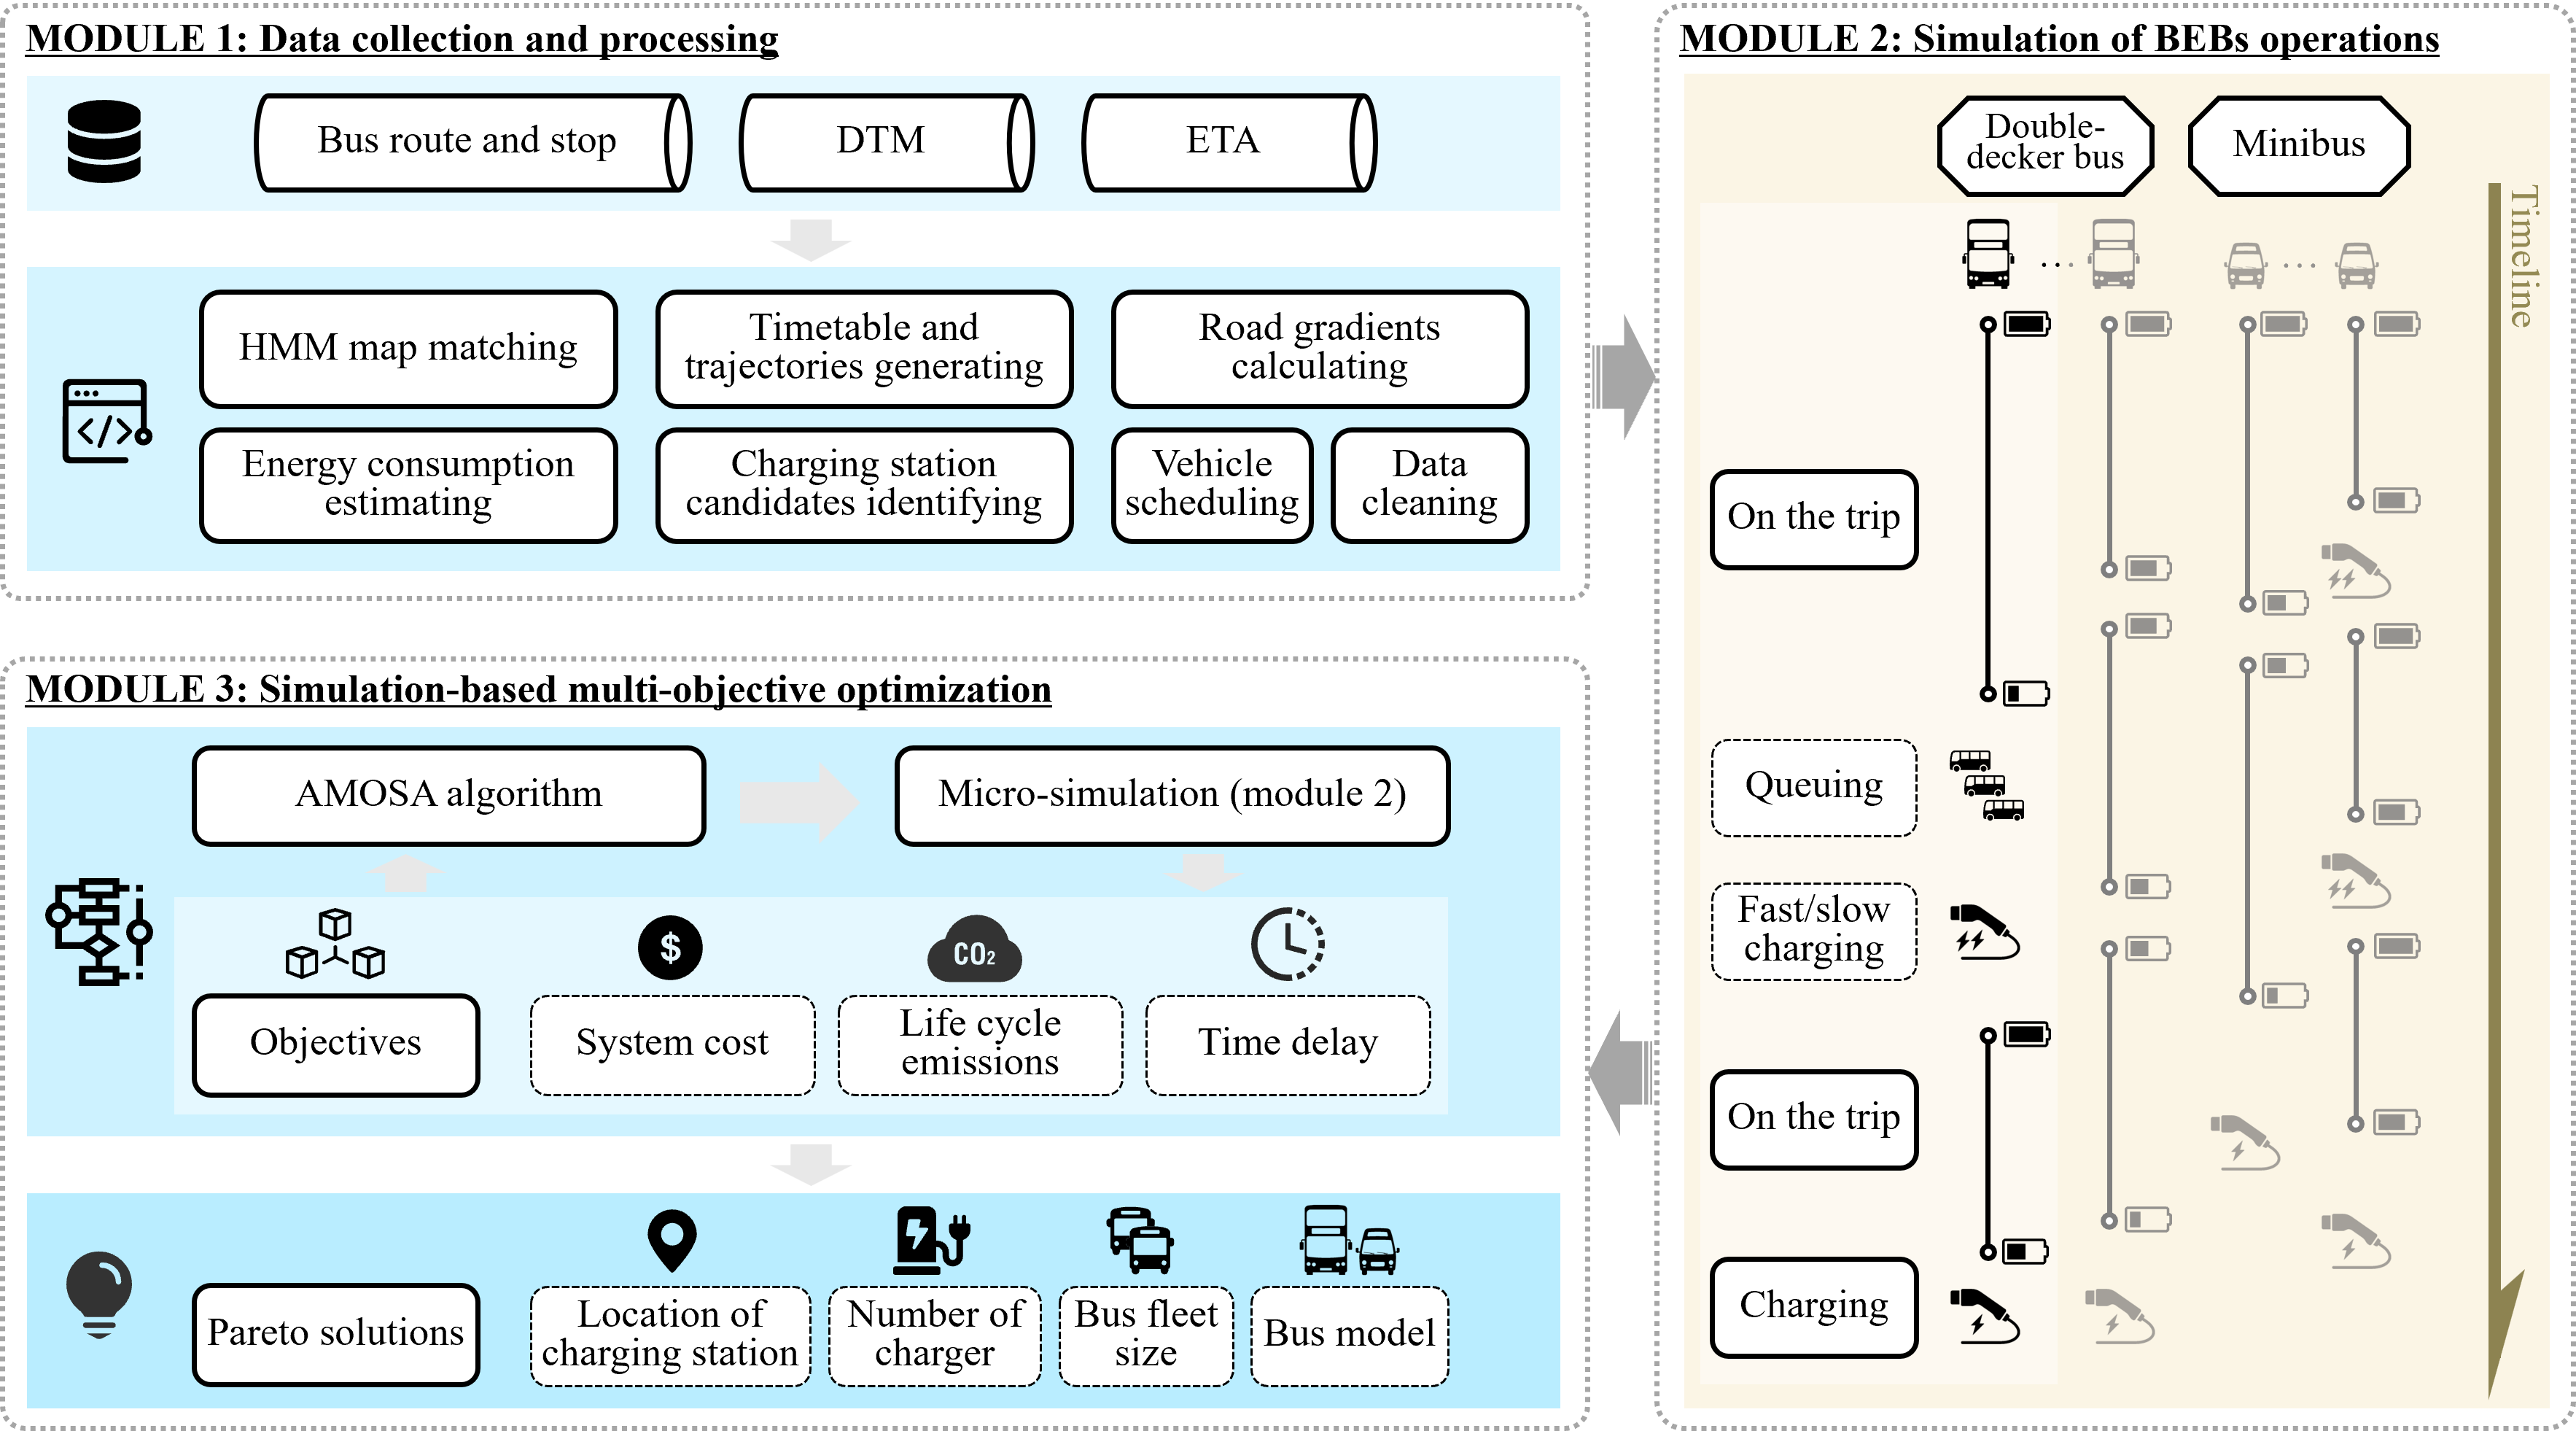 MODULE 1: Data collection and processing
Bus route and stop
DTM
ETA
HMM map matching
Timetable and
trajectories generating
Road gradients
calculating
Energy consumption
estimating
Charging station
candidates identifying
Vehicle
scheduling
Data
cleaning
MODULE 2: Simulation of BEBs operations
Double-
decker bus
Minibus
Timeline
On the trip
Queuing
Fast/slow
charging
On the trip
Charging
MODULE 3: Simulation-based multi-objective optimization
AMOSA algorithm
Micro-simulation (module 2)
$
CO₂
Objectives
System cost
Life cycle
emissions
Time delay
Pareto solutions
Location of
charging station
Number of
charger
Bus fleet
size
Bus model